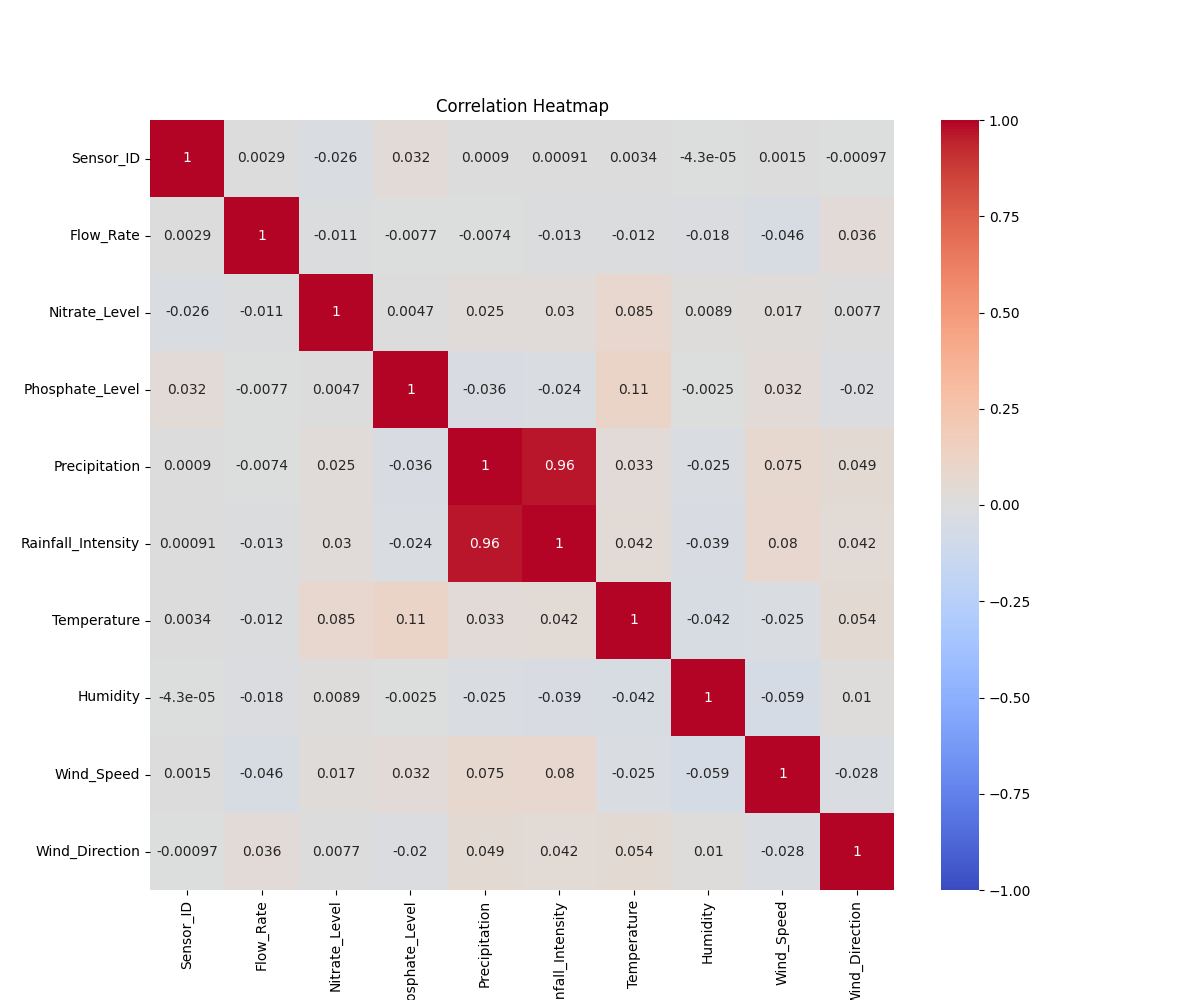 Correlation Heatmap
Sensor_ID 1 0.0029 -0.026 0.032 0.0009 0.00091 0.0034 -4.3e-05 0.0015 -0.00097
Flow_Rate 0.0029 1 -0.011 -0.0077 -0.0074 -0.013 -0.012 -0.018 -0.046 0.036
Nitrate_Level -0.026 -0.011 1 0.0047 0.025 0.03 0.085 0.0089 0.017 0.0077
Phosphate_Level 0.032 -0.0077 0.0047 1 -0.036 -0.024 0.11 -0.0025 0.032 -0.02
Precipitation 0.0009 -0.0074 0.025 -0.036 1 0.96 0.033 -0.025 0.075 0.049
Rainfall_Intensity 0.00091 -0.013 0.03 -0.024 0.96 1 0.042 -0.039 0.08 0.042
Temperature 0.0034 -0.012 0.085 0.11 0.033 0.042 1 -0.042 -0.025 0.054
Humidity -4.3e-05 -0.018 0.0089 -0.0025 -0.025 -0.039 -0.042 1 -0.059 0.01
Wind_Speed 0.0015 -0.046 0.017 0.032 0.075 0.08 -0.025 -0.059 1 -0.028
Wind_Direction -0.00097 0.036 0.0077 -0.02 0.049 0.042 0.054 0.01 -0.028 1
Sensor_ID
Flow_Rate
Nitrate_Level
osphate_Level
Precipitation
nfall_Intensity
Temperature
Humidity
Wind_Speed
Wind_Direction
1.00
0.75
0.50
0.25
0.00
−0.25
−0.50
−0.75
−1.00